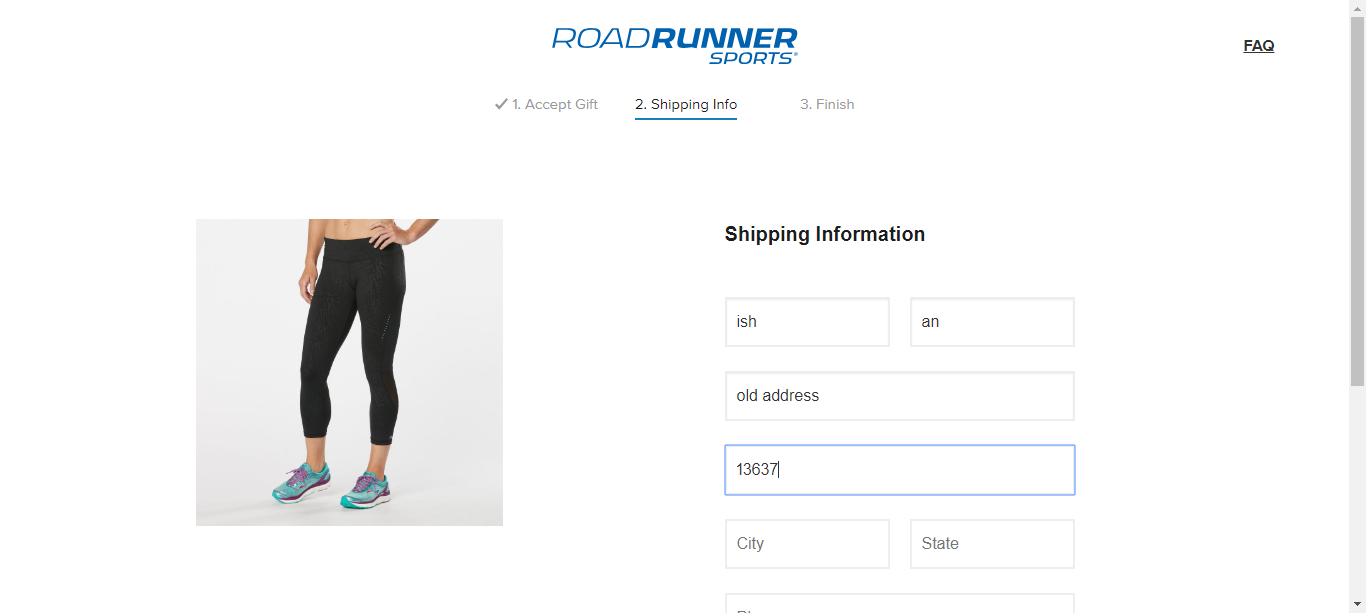 ROADRUNNER
SPORTS
FAQ
1. Accept Gift
2. Shipping Info
3. Finish
Shipping Information
ish
an
old address
13637
City
State